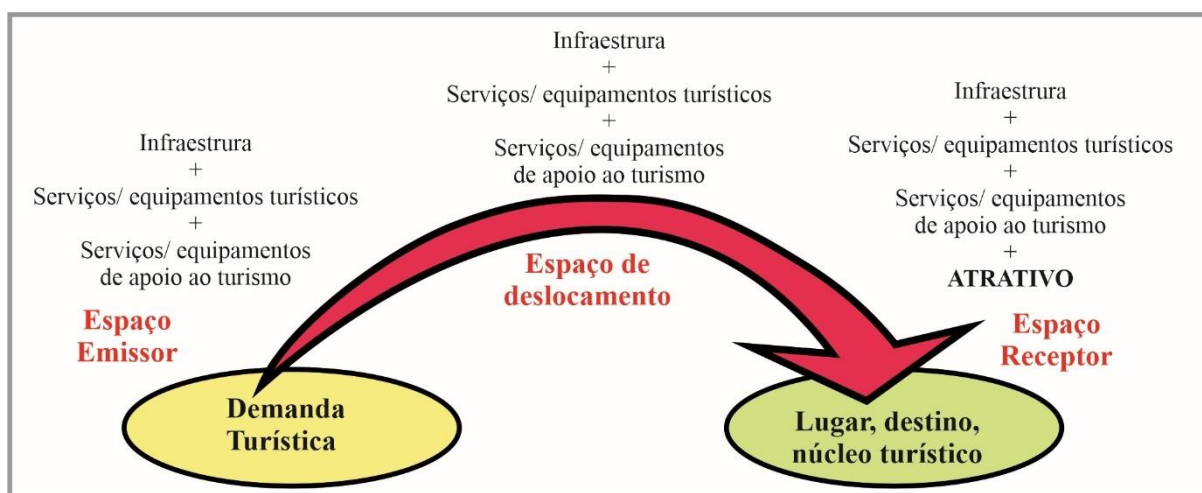 Infraestrura
+
Serviços/ equipamentos turísticos
+
Serviços/ equipamentos
de apoio ao turismo
Espaço
Emissor
Demanda
Turística
Infraestrura
+
Serviços/ equipamentos turísticos
+
Serviços/ equipamentos
de apoio ao turismo
Espaço de
deslocamento
Infraestrura
+
Serviços/ equipamentos turísticos
+
Serviços/ equipamentos
de apoio ao turismo
+
ATRATIVO
Espaço
Receptor
Lugar, destino,
núcleo turístico